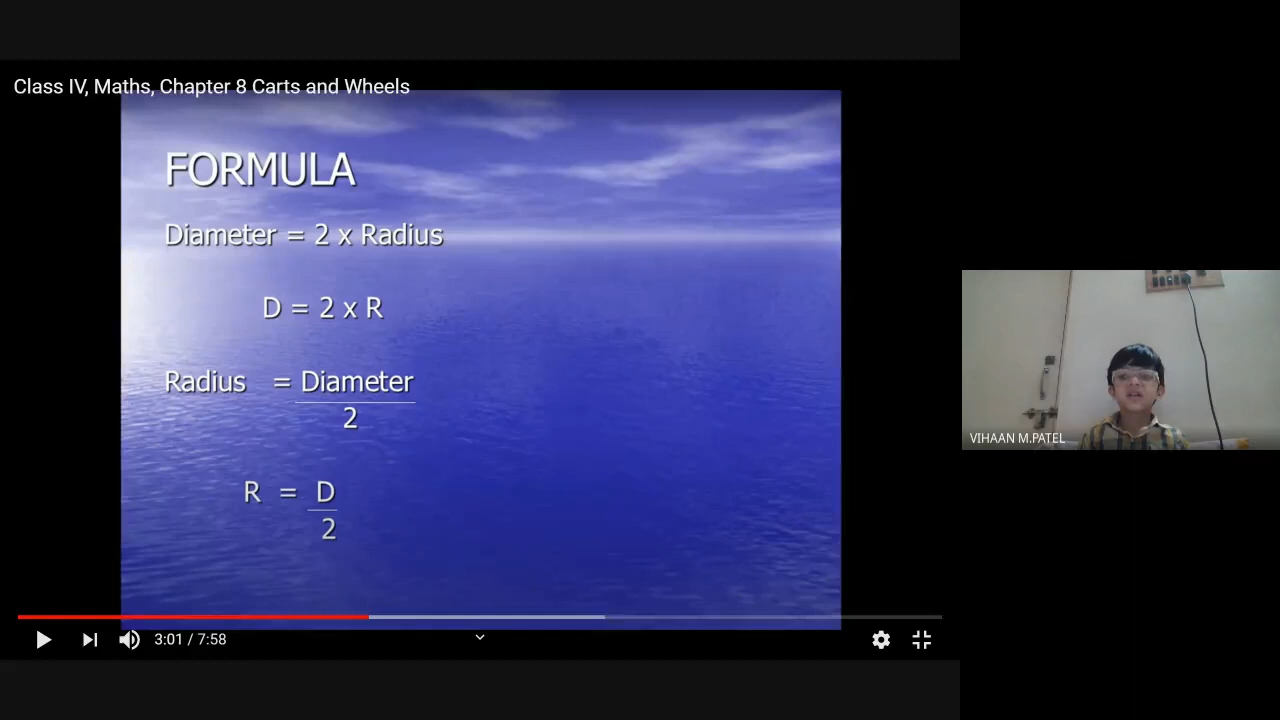 Class IV, Maths, Chapter 8 Carts and Wheels
FORMULA
Diameter = 2 x Radius
D = 2 x R
Radius = Diameter
2
R = D
2
3:01 / 7:58
VIHAAN M.PATEL